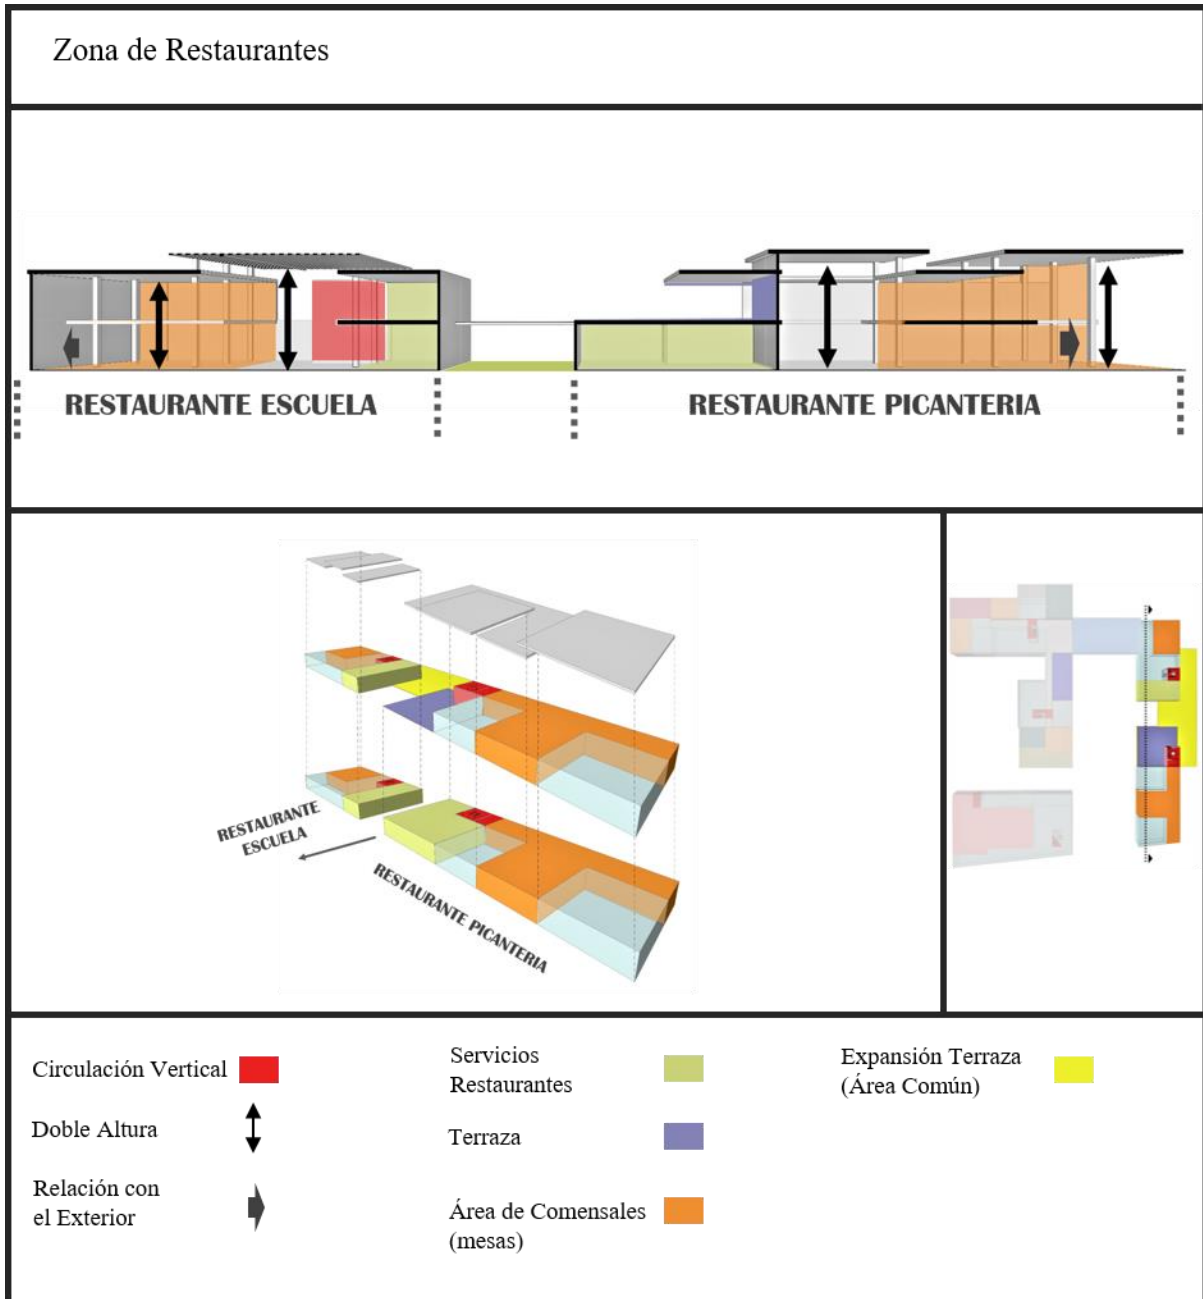 Zona de Restaurantes
RESTAURANTE ESCUELA
RESTAURANTE PICANTERIA
RESTAURANTE
ESCUELA
RESTAURANTE PICANTERIA
Circulación Vertical
Doble Altura
Relación con
el Exterior
Servicios
Restaurantes
Terraza
Área de Comensales
(mesas)
Expansión Terraza
(Área Común)